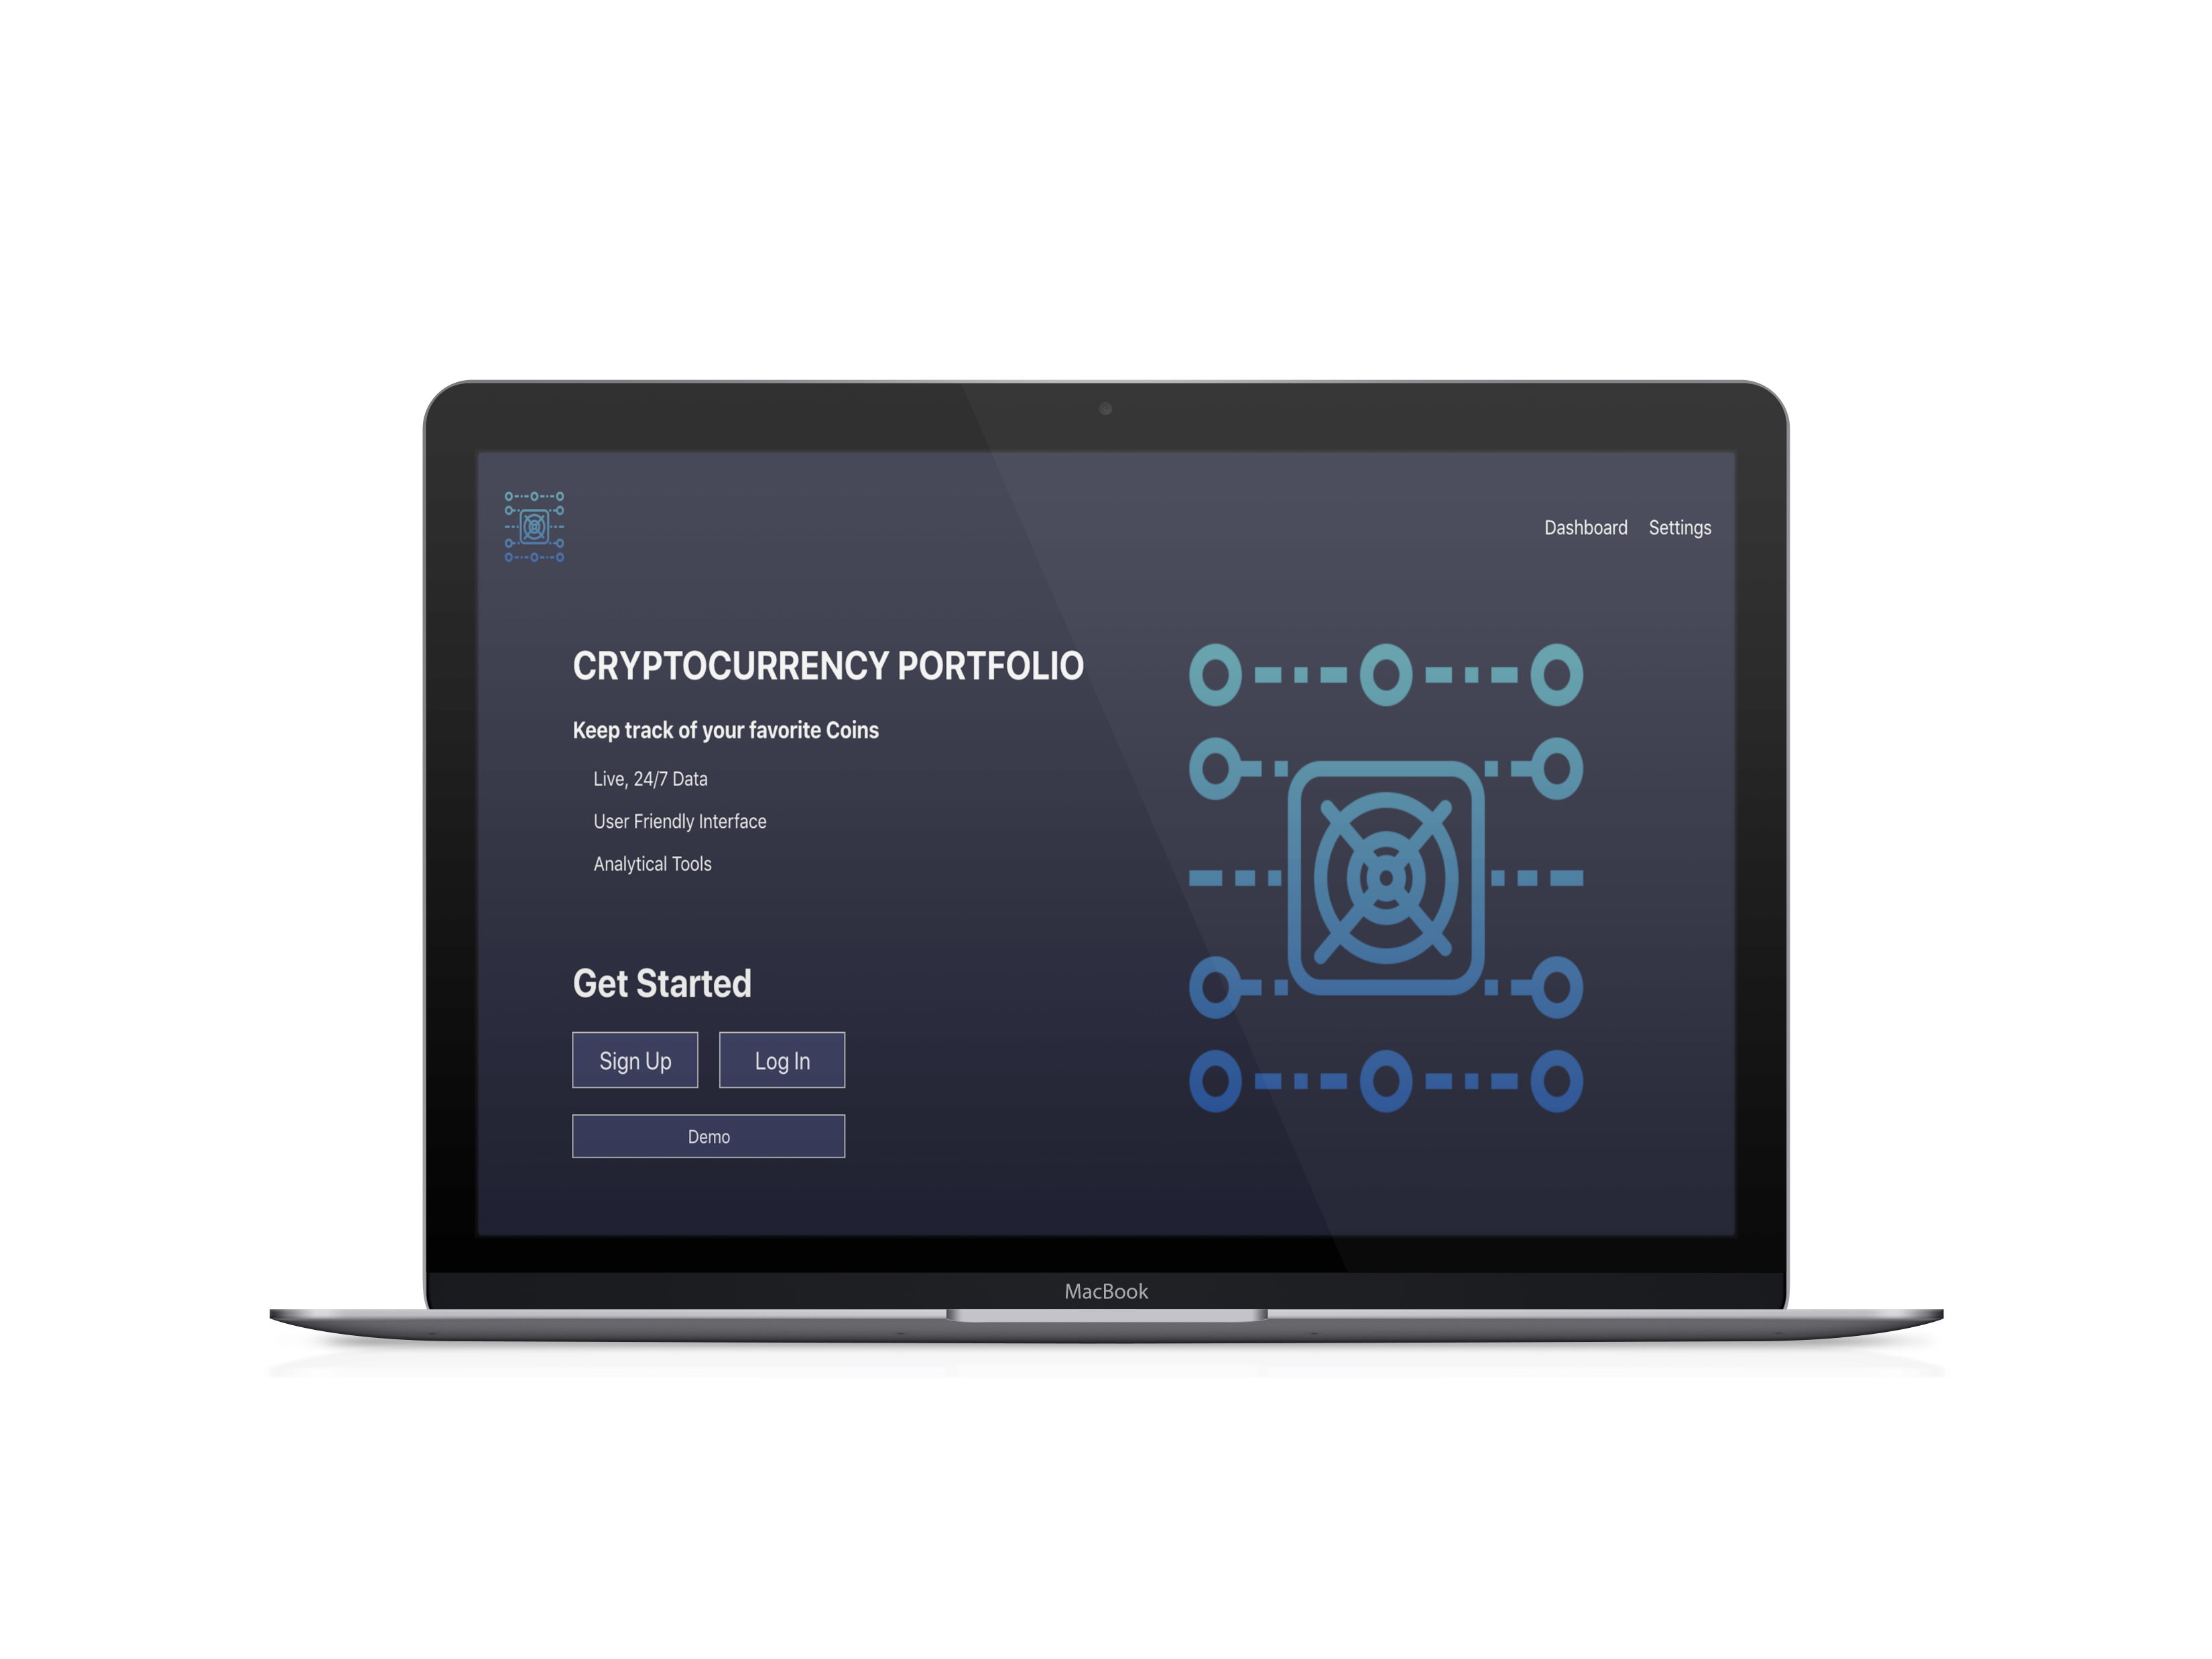 Dashboard Settings
CRYPTOCURRENCY PORTFOLIO
Keep track of your favorite Coins
Live, 24/7 Data
User Friendly Interface
Analytical Tools
Get Started
Sign Up Log In
Demo
MacBook